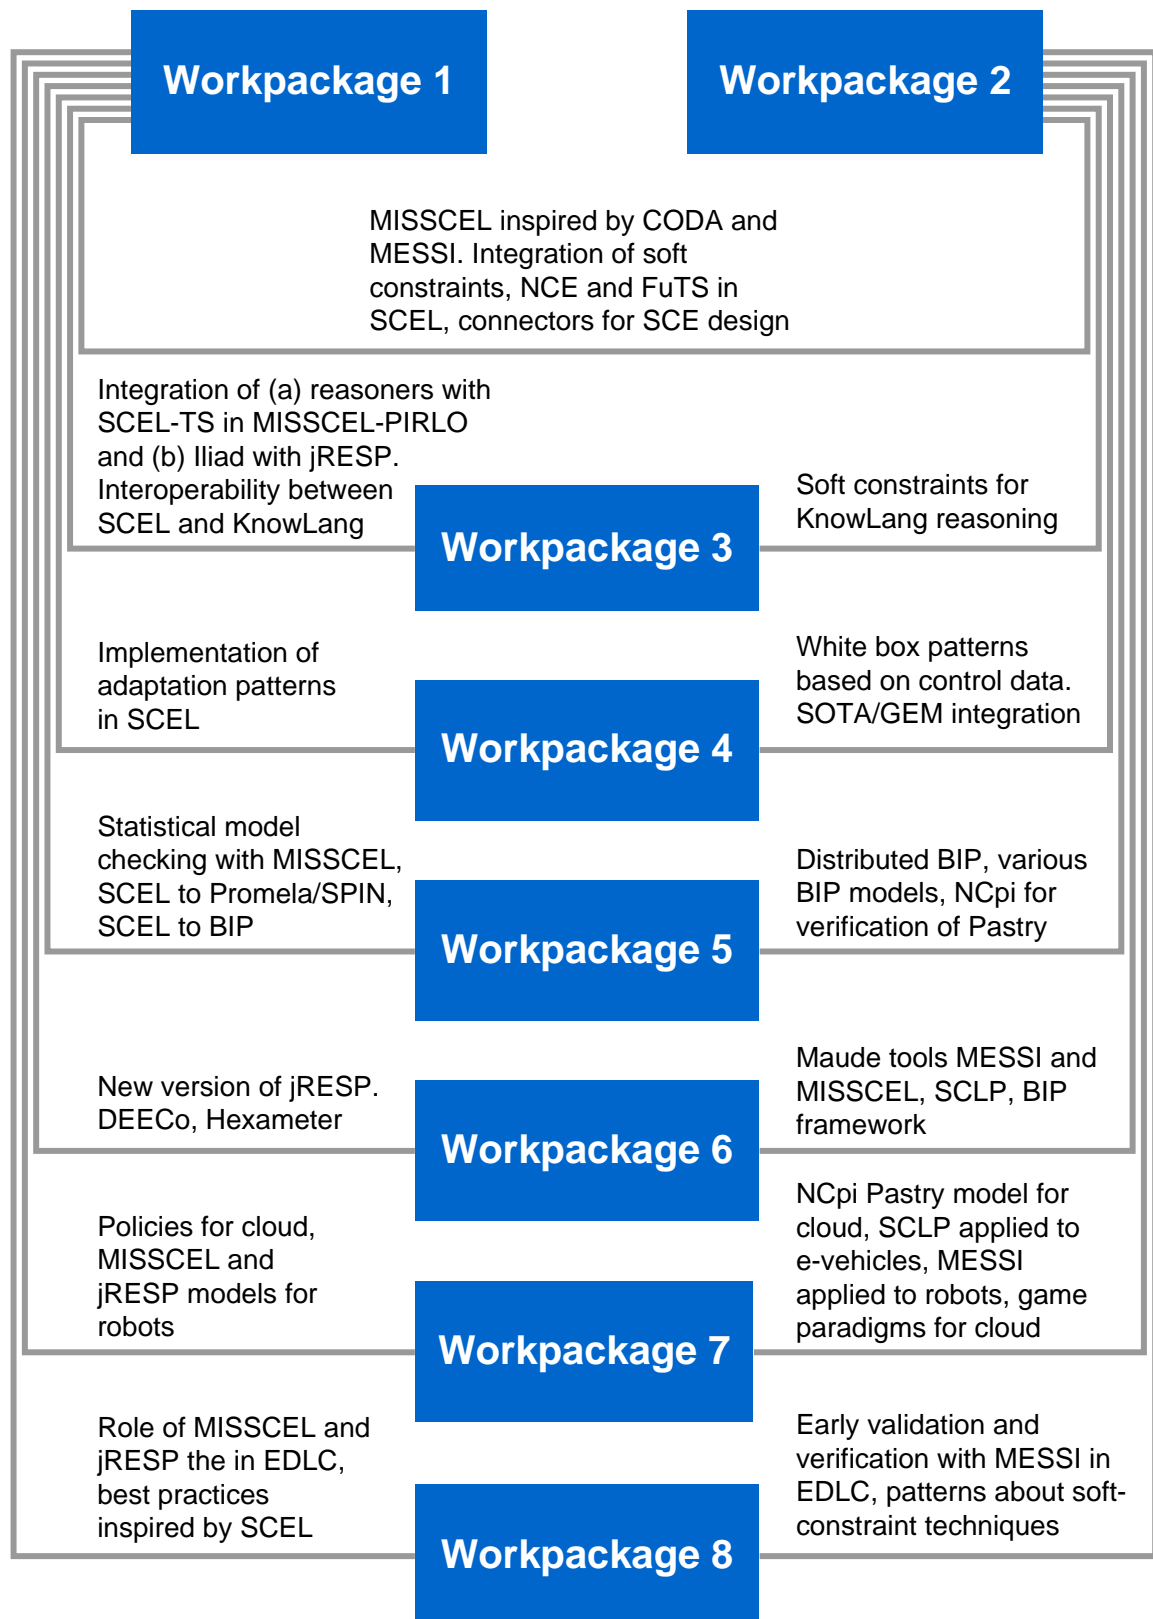 Workpackage 1
Workpackage 2
MISSCEL inspired by CODA and
MESSI. Integration of soft
constraints, NCE and FuTS in
SCEL, connectors for SCE design
Integration of (a) reasoners with
SCEL-TS in MISSCEL-PIRLO
and (b) Iliad with jRESP.
Interoperability between
SCEL and KnowLang
Workpackage 3
Soft constraints for
KnowLang reasoning
Implementation of
adaptation patterns
in SCEL
Workpackage 4
White box patterns
based on control data.
SOTA/GEM integration
Statistical model
checking with MISSCEL,
SCEL to Promela/SPIN,
SCEL to BIP
Workpackage 5
Distributed BIP, various
BIP models, NCpi for
verification of Pastry
New version of jRESP.
DEECo, Hexameter
Workpackage 6
Maude tools MESSI and
MISSCEL, SCLP, BIP
framework
Policies for cloud,
MISSCEL and
jRESP models for
robots
Workpackage 7
NCpi Pastry model for
cloud, SCLP applied to
e-vehicles, MESSI
applied to robots, game
paradigms for cloud
Role of MISSCEL and
jRESP the in EDLC,
best practices
inspired by SCEL
Workpackage 8
Early validation and
verification with MESSI in
EDLC, patterns about soft-
constraint techniques